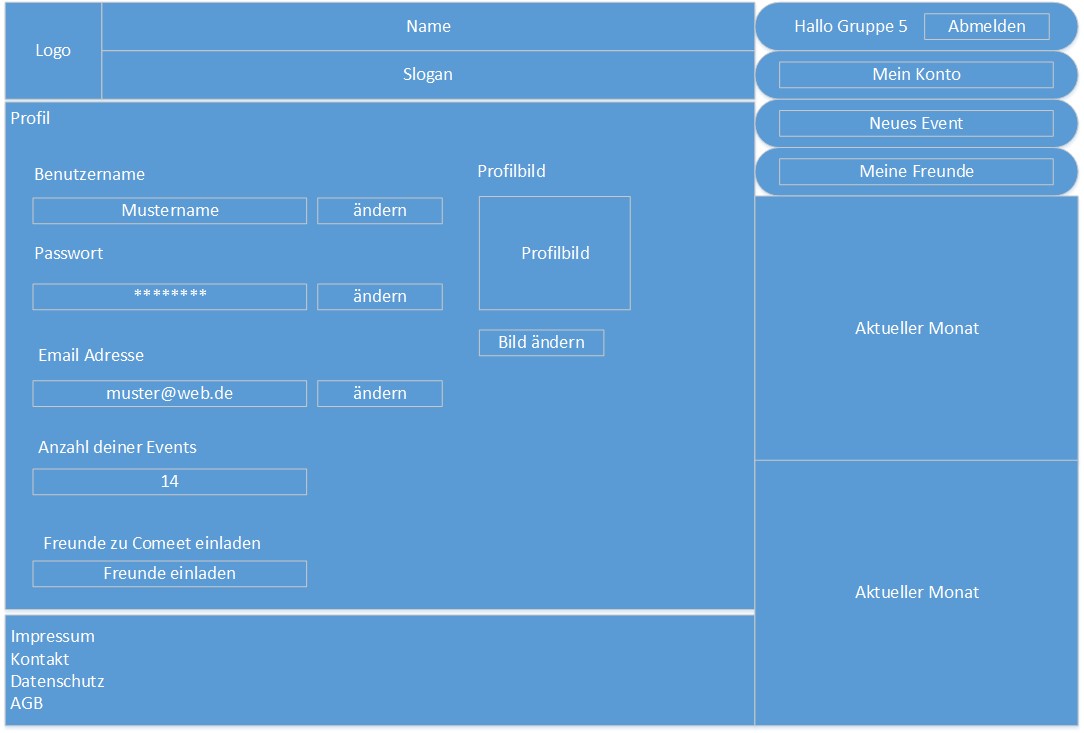 Logo
Name
Slogan
Hallo Gruppe 5 Abmelden
Mein Konto
Neues Event
Meine Freunde
Profil
Benutzername
Mustername ändern
Passwort
******** ändern
Email Adresse
muster@web.de ändern
Anzahl deiner Events
14
Freunde zu Comeet einladen
Freunde einladen
Profilbild
Profilbild
Bild ändern
Aktueller Monat
Aktueller Monat
Impressum
Kontakt
Datenschutz
AGB